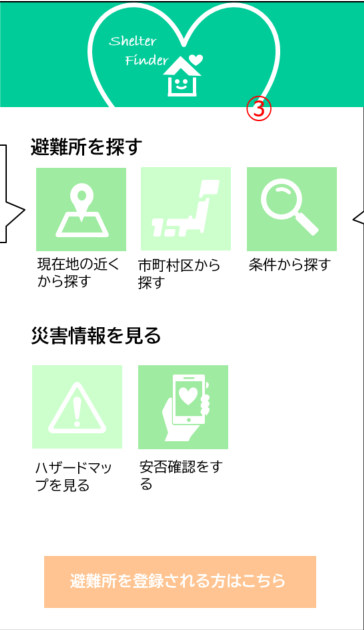 Shelter
Finder
③
避難所を探す
現在地の近く
から探す
市町村区から
探す
条件から探す
災害情報を見る
ハザードマッ
プを見る
安否確認をす
る
避難所を登録される方はこちら